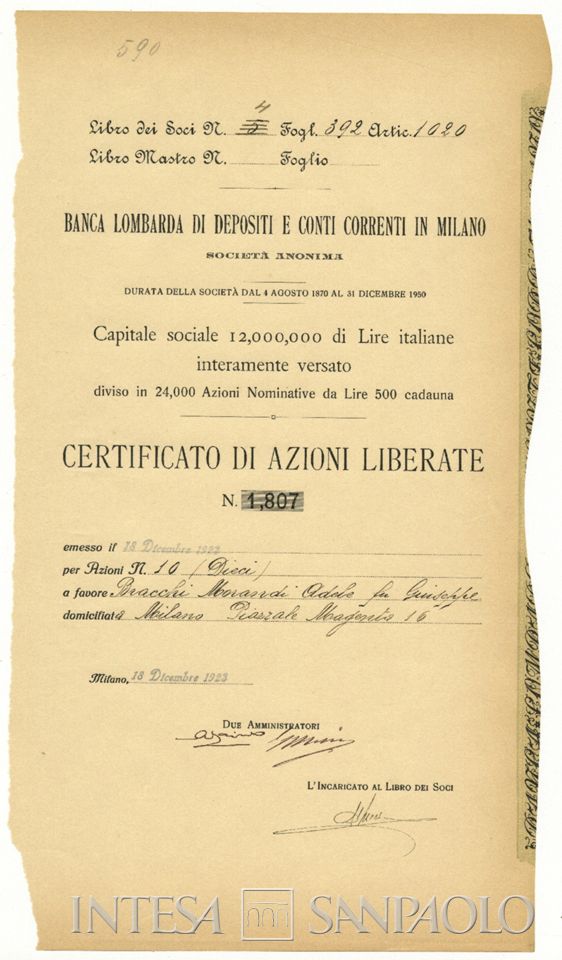 590
4
Libro dei Soci N. 5 Fogl. 392 Artic. 1020
Libro Mastro N. Foglio
BANCA LOMBARDA DI DEPOSITI E CONTI CORRENTI IN MILANO
SOCIETÀ ANONIMA
DURATA DELLA SOCIETÀ DAL 4 AGOSTO 1870 AL 31 DICEMBRE 1950
Capitale sociale 12,000,000 di Lire italiane
interamente versato
diviso in 24,000 Azioni Nominative da Lire 500 cadauna
CERTIFICATO DI AZIONI LIBERATE
N. 1,807
emesso il 18 Dicembre 1923
per Azioni N. 10 (Dieci)
a favore Bracchi Morandi Adele fu Giuseppe
domiciliata Milano Piazzale Magenta 16
Milano, 18 Dicembre 1923
DUE AMMINISTRATORI
L'INCARICATO AL LIBRO DEI SOCI
INTESA SANPAOLO